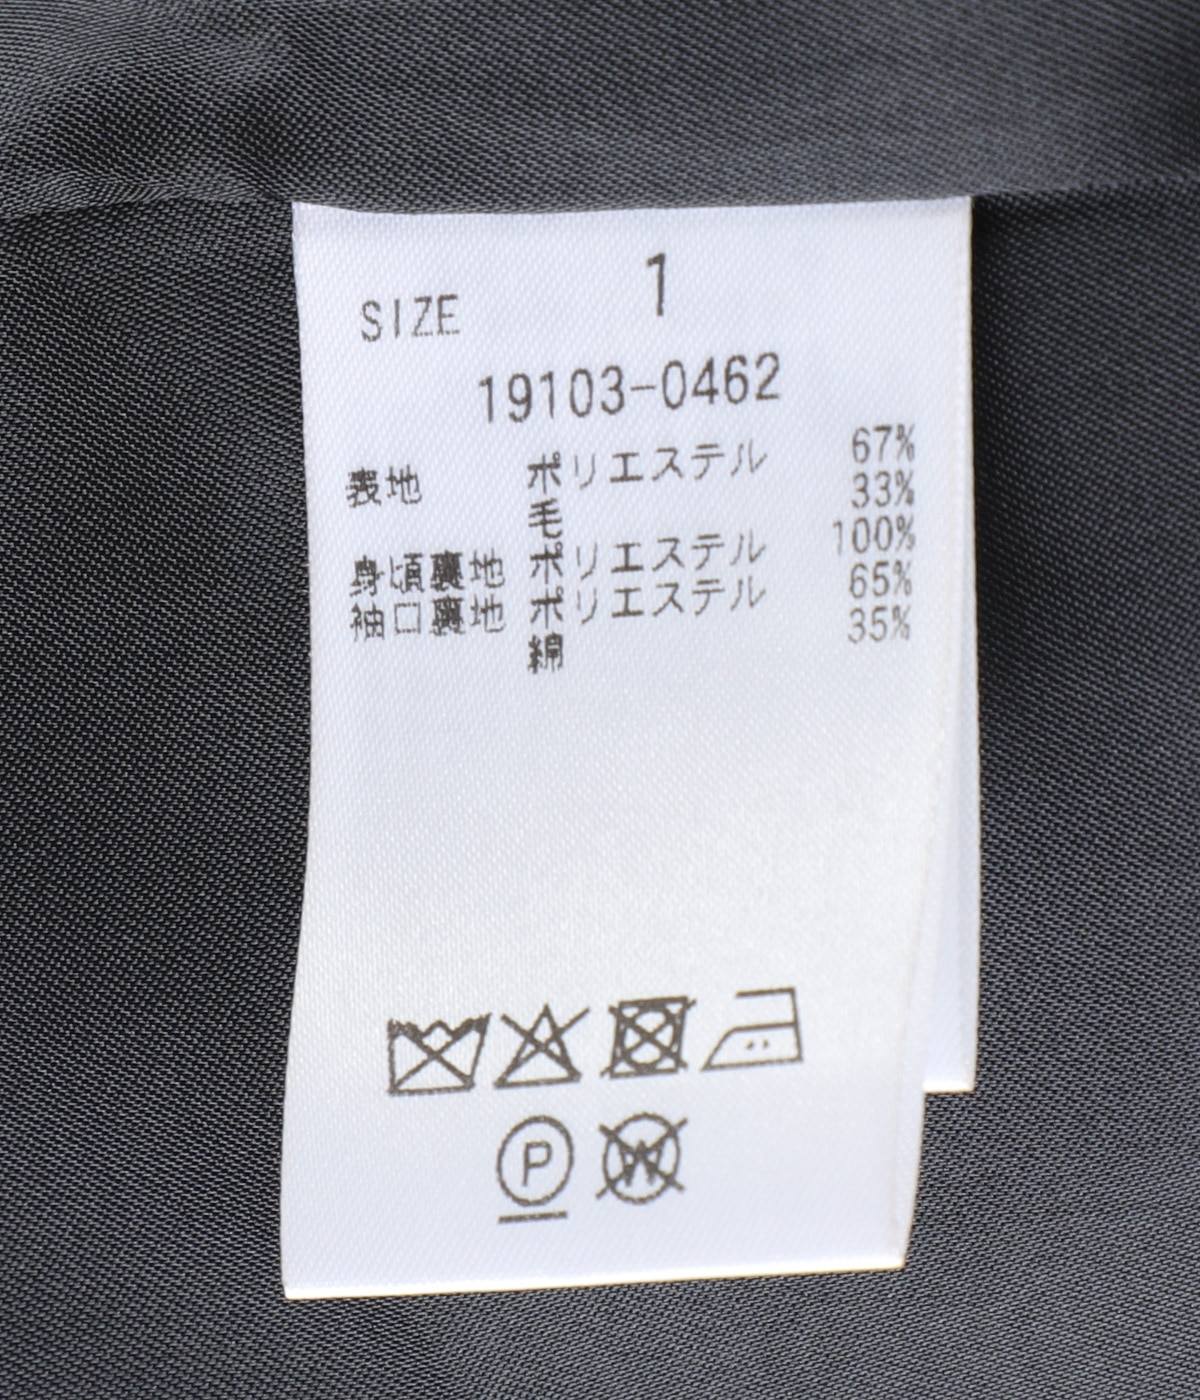 SIZE 1
19103-0462
表地 ポリエステル 67%
毛 33%
身頃裏地 ポリエステル 100%
袖口裏地 ポリエステル 65%
綿 35%
P
W